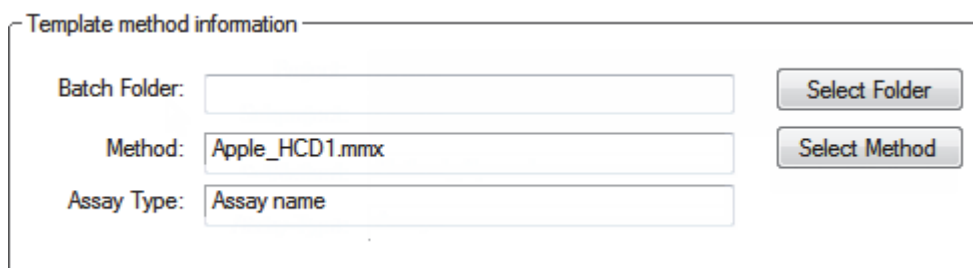 Template method information
Batch Folder: Select Folder
Method: Apple_HCD1.mmx Select Method
Assay Type: Assay name